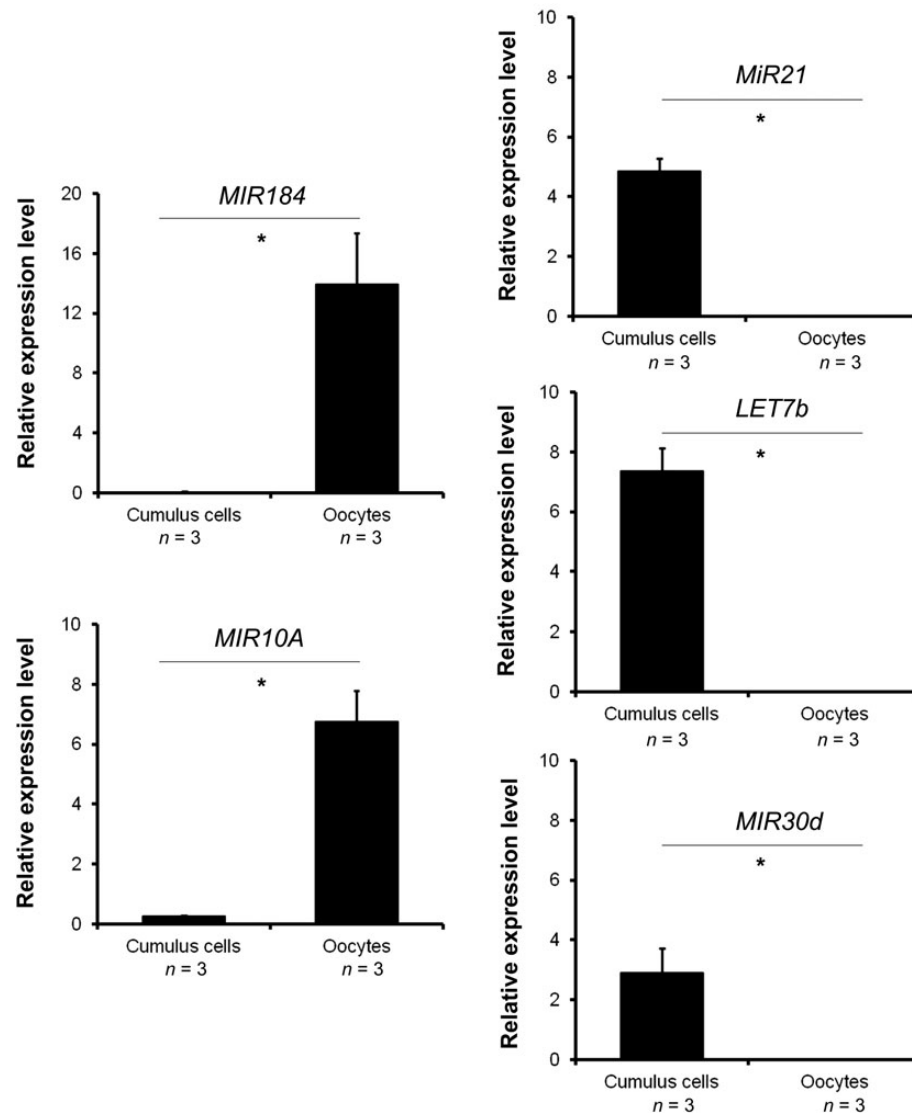 MIR184
*
Relative expression level
20
16
12
8
4
0
Cumulus cells Oocytes
n = 3 n = 3
MIR10A
*
Relative expression level
10
8
6
4
2
0
Cumulus cells Oocytes
n = 3 n = 3
MiR21
*
Relative expression level
10
8
6
4
2
0
Cumulus cells Oocytes
n = 3 n = 3
LET7b
*
Relative expression level
10
8
6
4
2
0
Cumulus cells Oocytes
n = 3 n = 3
MIR30d
*
Relative expression level
10
8
6
4
2
0
Cumulus cells Oocytes
n = 3 n = 3